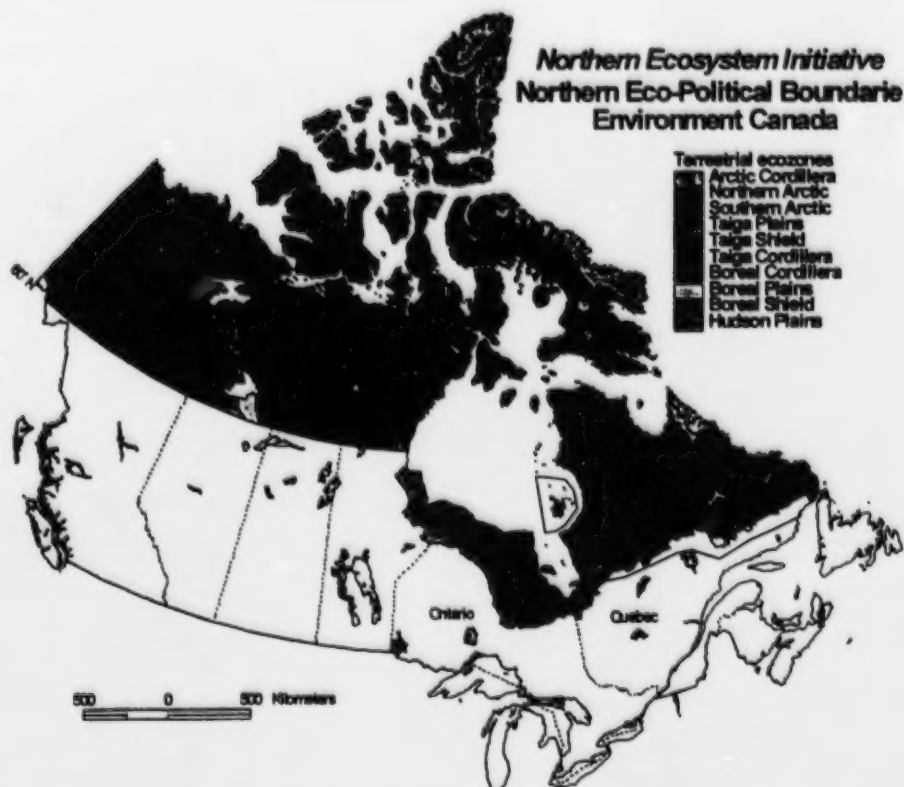 Northern Ecosystem Initiative
Northern Eco-Political Boundarie
Environment Canada
Terrestrial ecozones
Arctic Cordillera
Northern Arctic
Southern Arctic
Taiga Plains
Taiga Shield
Taiga Cordillera
Boreal Cordillera
Boreal Plains
Boreal Shield
Hudson Plains
60° N
Ontario
Quebec
500 0 500 Kilometers